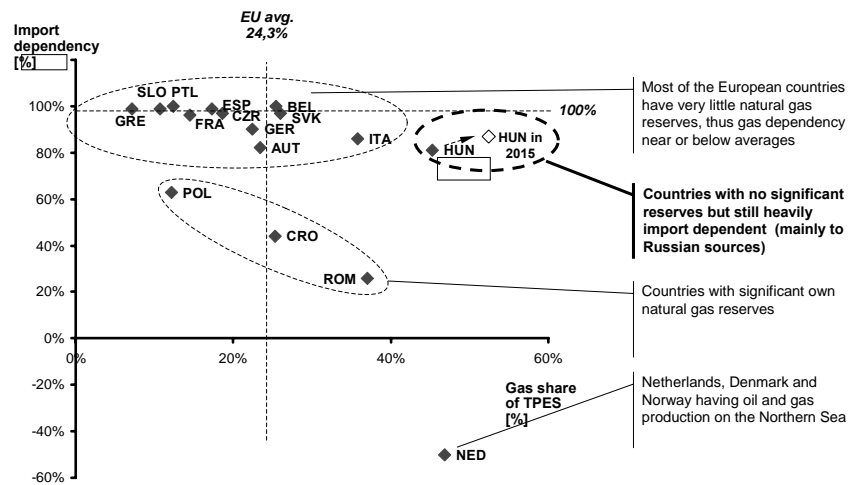 EU avg.
24,3%
Import
dependency
[%]
SLO PTL
GRE
FRA
ESP
CZR
GER
AUT
BEL
SVK
ITA
100%
HUN
HUN in
2015
POL
CRO
ROM
NED
100%
80%
60%
40%
20%
0%
-20%
-40%
-60%
0%
20%
40%
60%
Gas share
of TPES
[%]
Most of the European countries
have very little natural gas
reserves, thus gas dependency
near or below averages
Countries with no significant
reserves but still heavily
import dependent (mainly to
Russian sources)
Countries with significant own
natural gas reserves
Netherlands, Denmark and
Norway having oil and gas
production on the Northern Sea